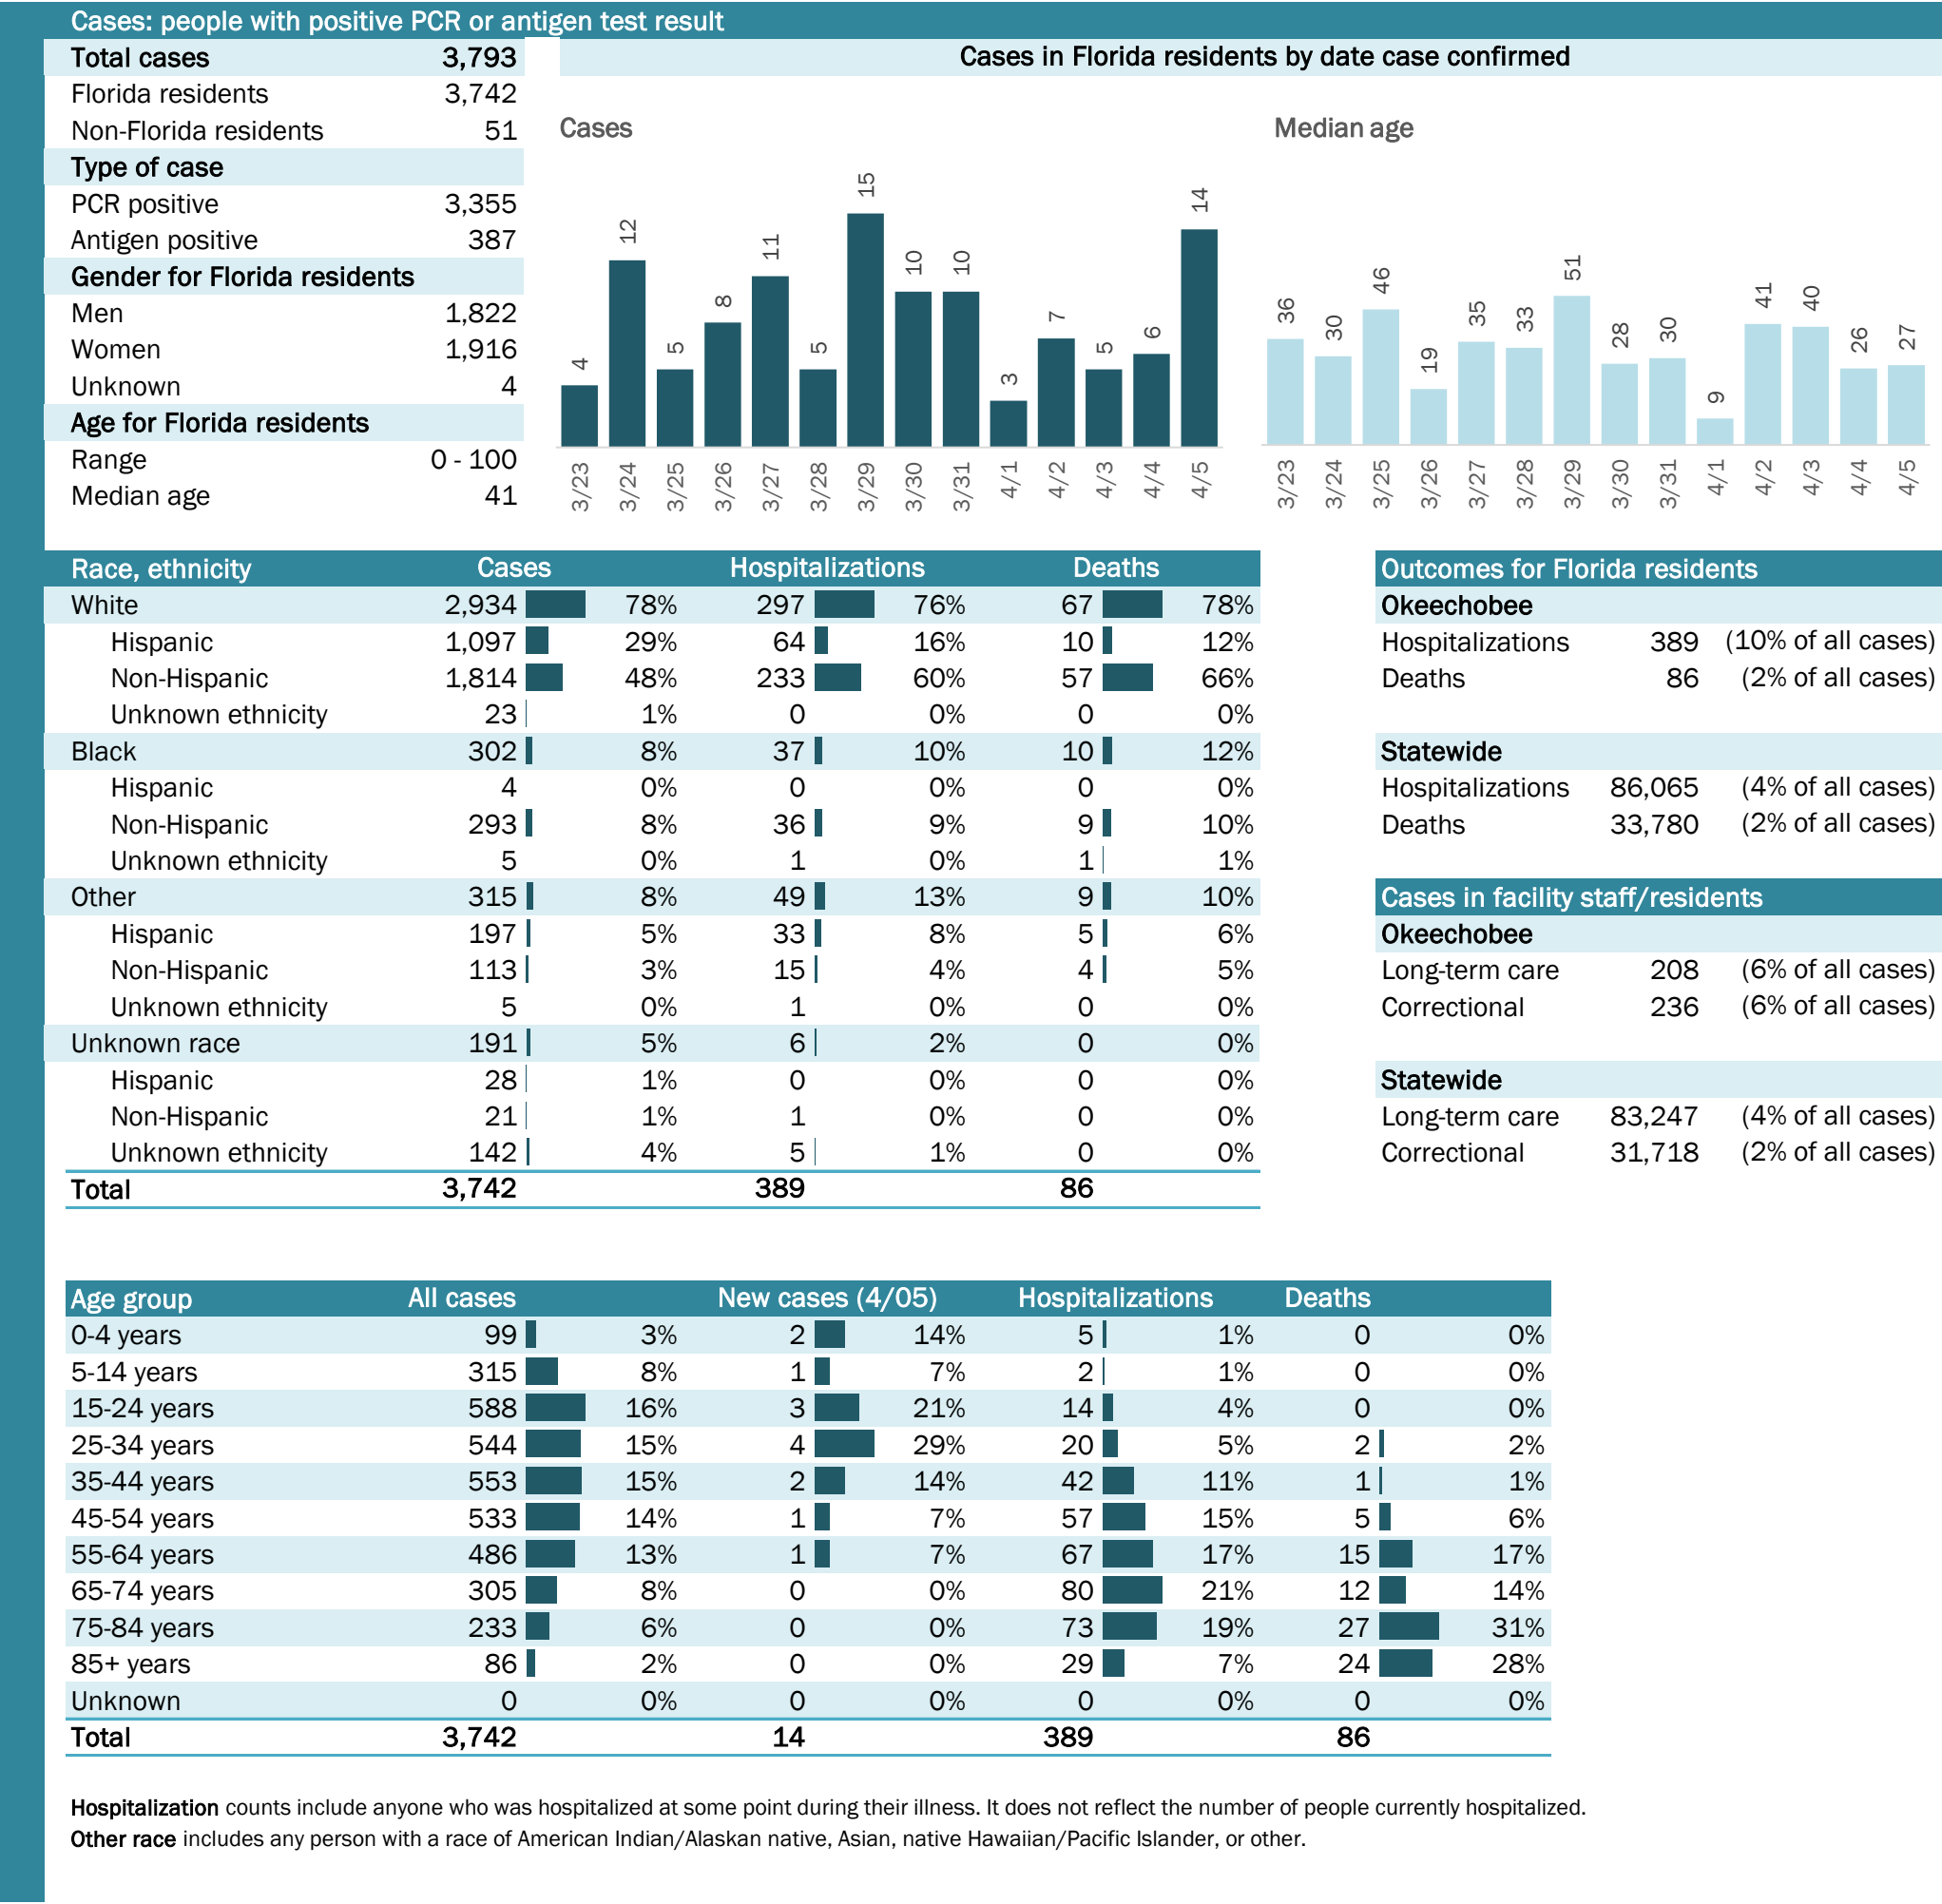 Cases: people with positive PCR or antigen test result
Total cases 3,793
Florida residents 3,742
Non-Florida residents 51
Type of case
PCR positive 3,355
Antigen positive 387
Gender for Florida residents
Men 1,822
Women 1,916
Unknown 4
Age for Florida residents
Range 0 - 100
Median age 41
Cases in Florida residents by date case confirmed
Cases
4 12 5 8 11 5 15 10 10 3 7 5 6 14
3/23 3/24 3/25 3/26 3/27 3/28 3/29 3/30 3/31 4/1 4/2 4/3 4/4 4/5
Median age
36 30 46 19 35 33 51 28 30 9 41 40 26 27
3/23 3/24 3/25 3/26 3/27 3/28 3/29 3/30 3/31 4/1 4/2 4/3 4/4 4/5
Race, ethnicity Cases Hospitalizations Deaths
White 2,934 78% 297 76% 67 78%
Hispanic 1,097 29% 64 16% 10 12%
Non-Hispanic 1,814 48% 233 60% 57 66%
Unknown ethnicity 23 1% 0 0% 0 0%
Black 302 8% 37 10% 10 12%
Hispanic 4 0% 0 0% 0 0%
Non-Hispanic 293 8% 36 9% 9 10%
Unknown ethnicity 5 0% 1 0% 1 1%
Other 315 8% 49 13% 9 10%
Hispanic 197 5% 33 8% 5 6%
Non-Hispanic 113 3% 15 4% 4 5%
Unknown ethnicity 5 0% 1 0% 0 0%
Unknown race 191 5% 6 2% 0 0%
Hispanic 28 1% 0 0% 0 0%
Non-Hispanic 21 1% 1 0% 0 0%
Unknown ethnicity 142 4% 5 1% 0 0%
Total 3,742 389 86
Outcomes for Florida residents
Okeechobee
Hospitalizations 389 (10% of all cases)
Deaths 86 (2% of all cases)
Statewide
Hospitalizations 86,065 (4% of all cases)
Deaths 33,780 (2% of all cases)
Cases in facility staff/residents
Okeechobee
Long-term care 208 (6% of all cases)
Correctional 236 (6% of all cases)
Statewide
Long-term care 83,247 (4% of all cases)
Correctional 31,718 (2% of all cases)
Age group All cases New cases (4/05) Hospitalizations Deaths
0-4 years 99 3% 2 14% 5 1% 0 0%
5-14 years 315 8% 1 7% 2 1% 0 0%
15-24 years 588 16% 3 21% 14 4% 0 0%
25-34 years 544 15% 4 29% 20 5% 2 2%
35-44 years 553 15% 2 14% 42 11% 1 1%
45-54 years 533 14% 1 7% 57 15% 5 6%
55-64 years 486 13% 1 7% 67 17% 15 17%
65-74 years 305 8% 0 0% 80 21% 12 14%
75-84 years 233 6% 0 0% 73 19% 27 31%
85+ years 86 2% 0 0% 29 7% 24 28%
Unknown 0 0% 0 0% 0 0% 0 0%
Total 3,742 14 389 86
Hospitalization counts include anyone who was hospitalized at some point during their illness. It does not reflect the number of people currently hospitalized.
Other race includes any person with a race of American Indian/Alaskan native, Asian, native Hawaiian/Pacific Islander, or other.